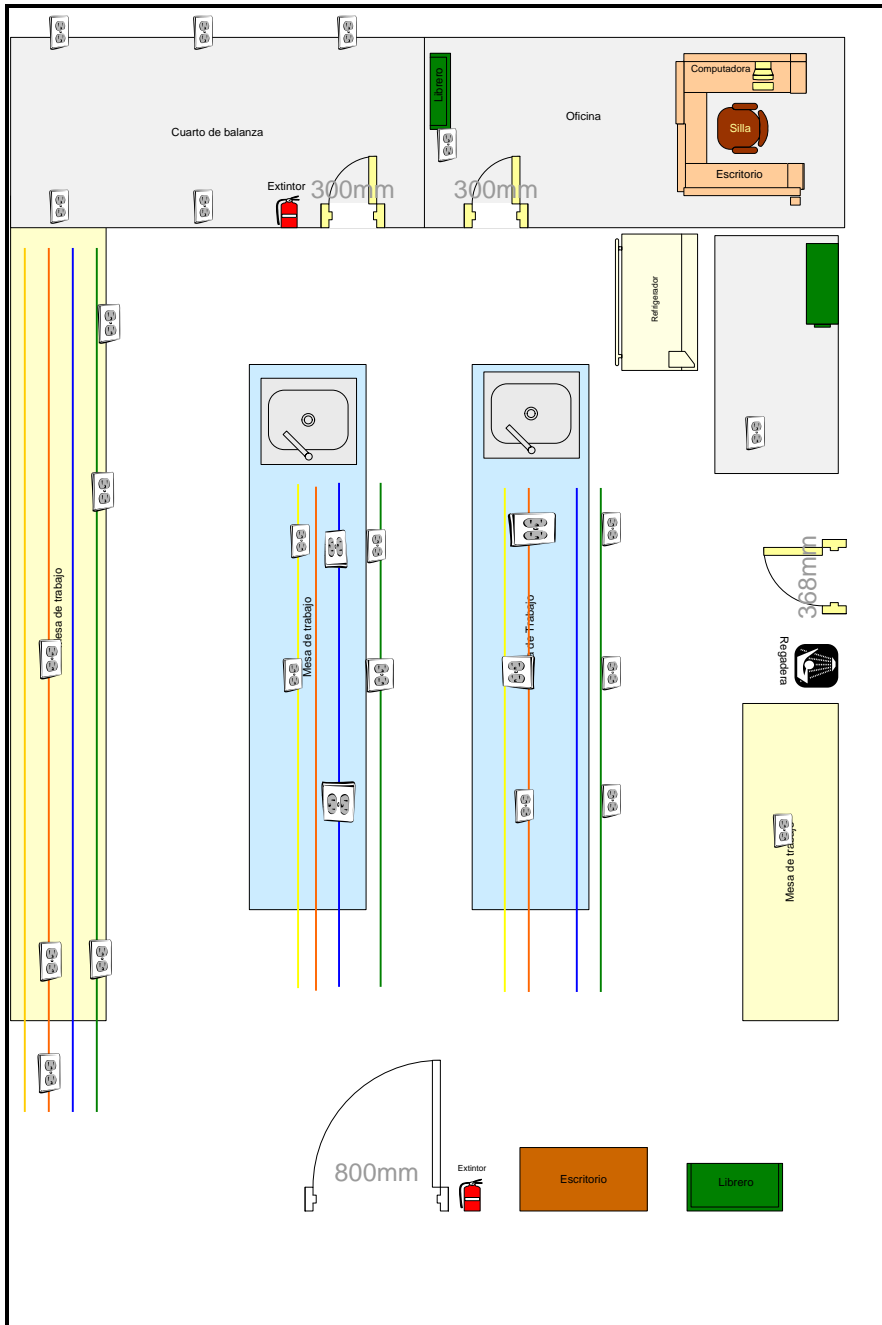 Computadora
Librero
Oficina
Silla
Cuarto de balanza
Escritorio
Extintor
300mm
300mm
Refrigerador
Mesa de trabajo
Mesa de trabajo
de Trabajo
368mm
Regadera
Mesa de trabajo
800mm
Extintor
Escritorio
Librero